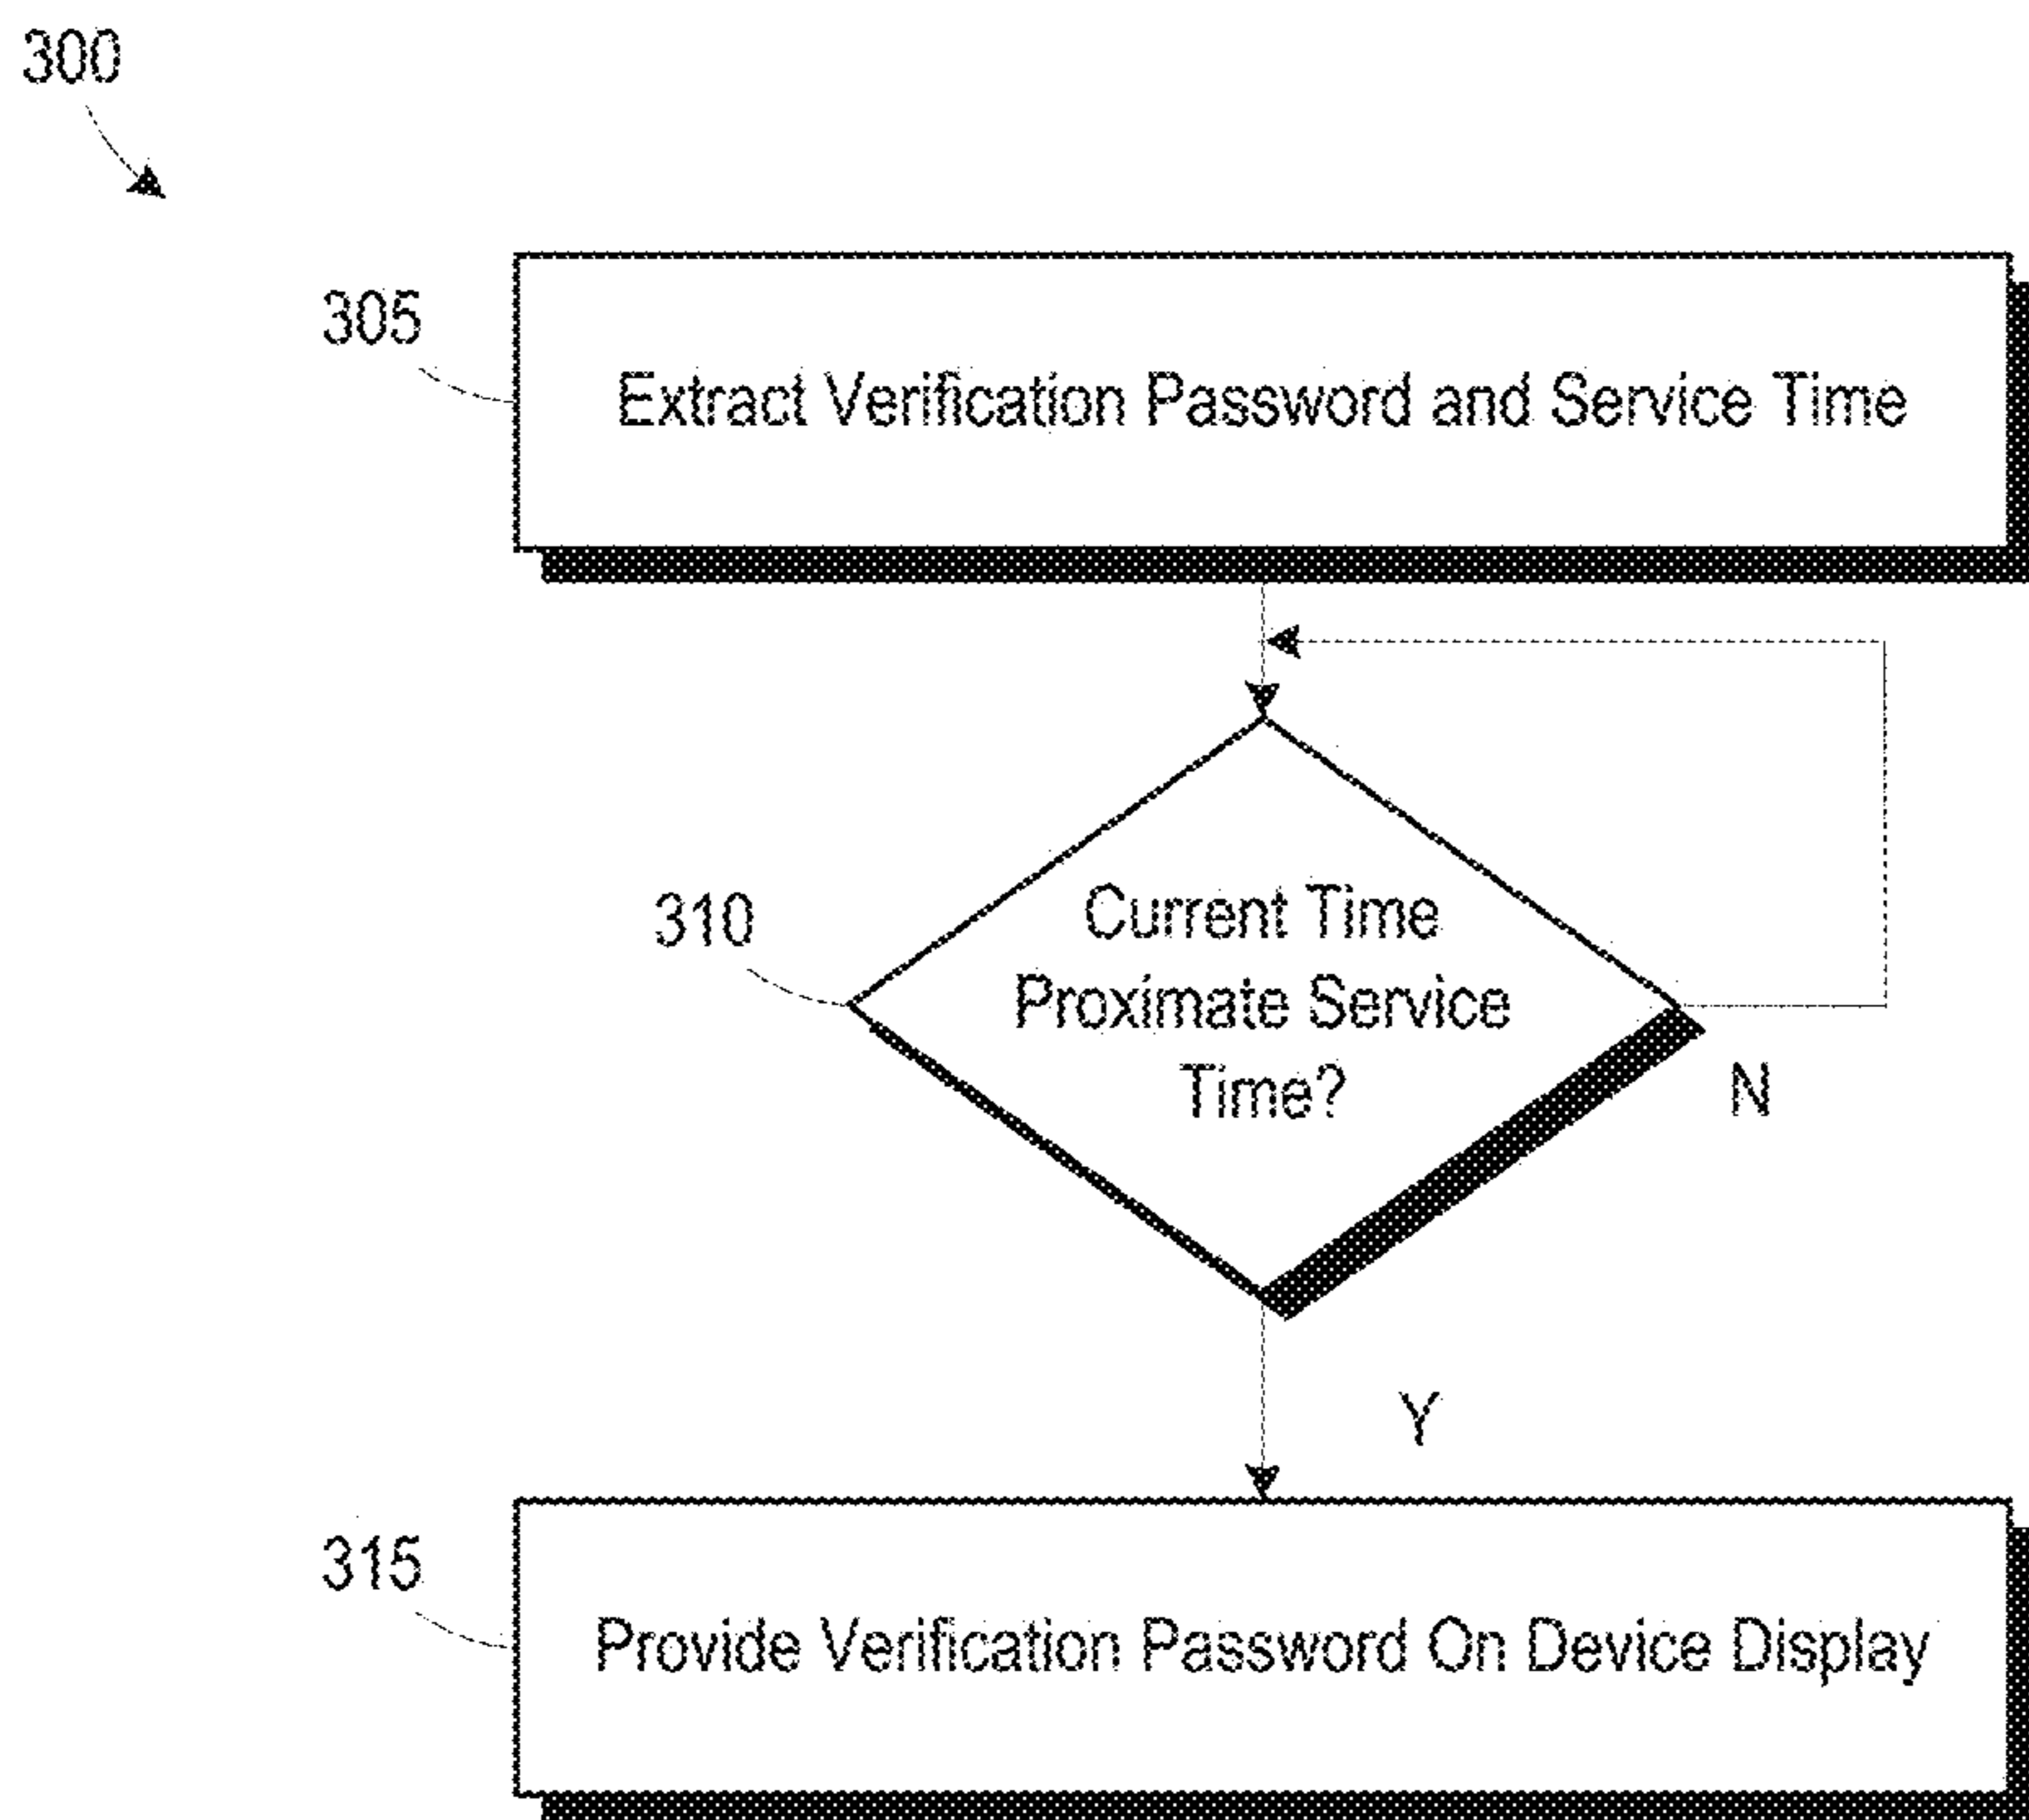 300
305
Extract Verification Password and Service Time
310
Current Time
Proximate Service
Time?
N
Y
315
Provide Verification Password On Device Display